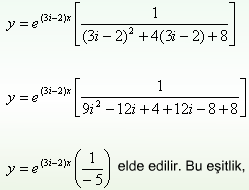 y = e^{(3i-2)x} [ 1 / ((3i-2)^2 + 4(3i-2) + 8) ]
y = e^{(3i-2)x} [ 1 / (9i^2 - 12i + 4 + 12i - 8 + 8) ]
y = e^{(3i-2)x} ( 1 / -5 ) elde edilir. Bu eşitlik,